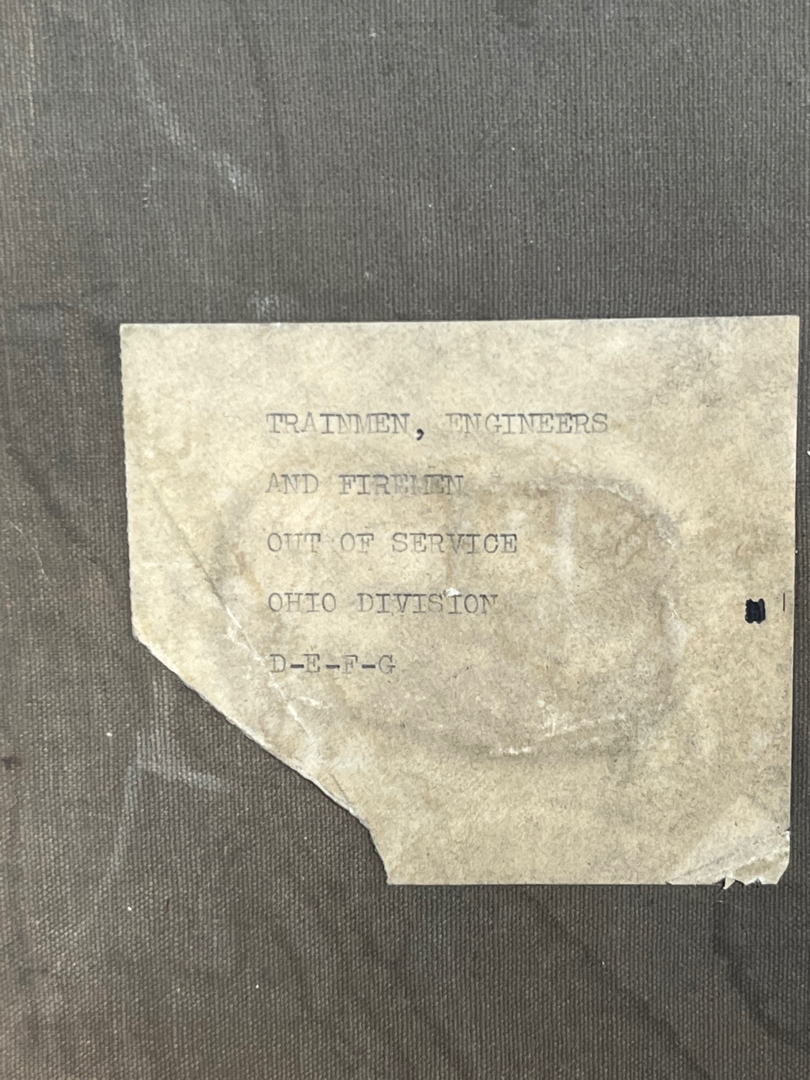 TRAINMEN, ENGINEERS
AND FIREMEN
OUT OF SERVICE
OHIO DIVISION
D-E-F-G